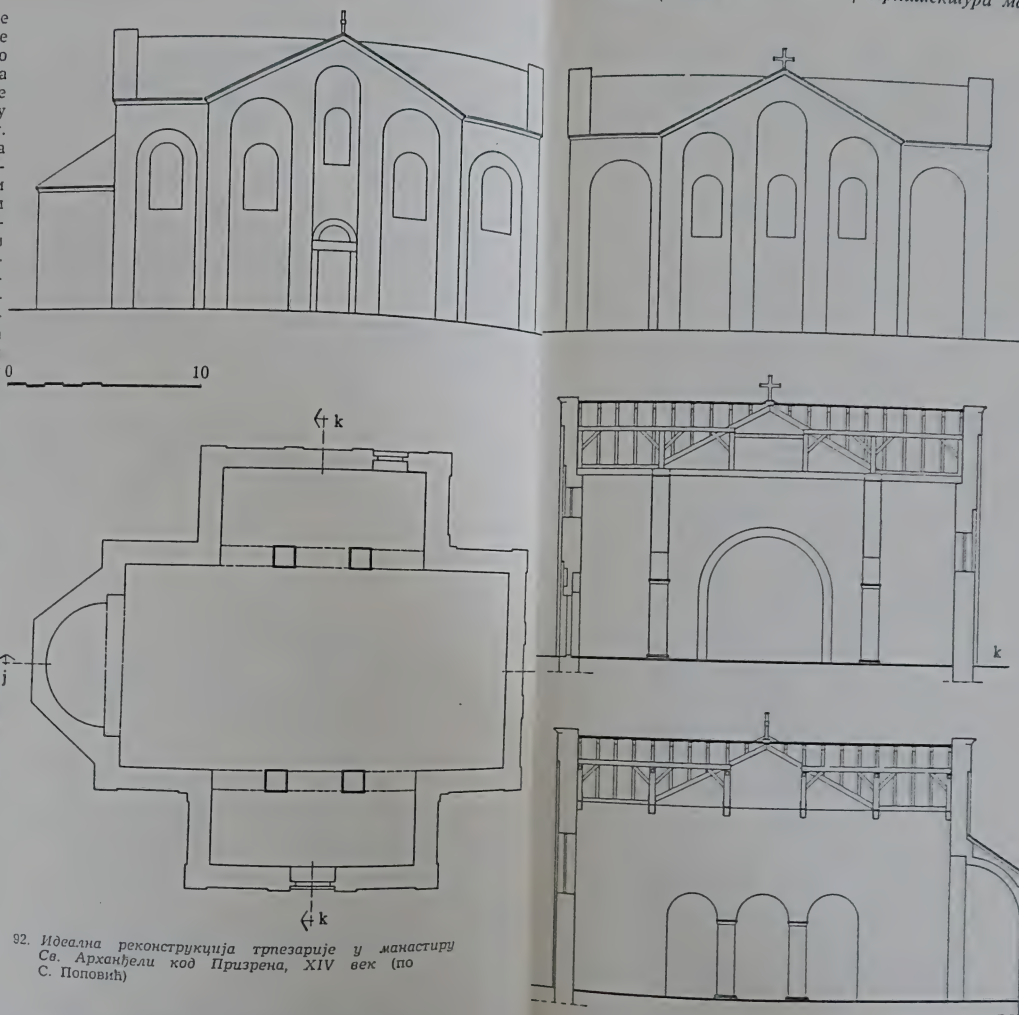 0 10
k
j
k
k
92. Идеална реконструкција трпезарије у манастиру
Св. Арханђели код Призрена, XIV век (по
С. Поповић)